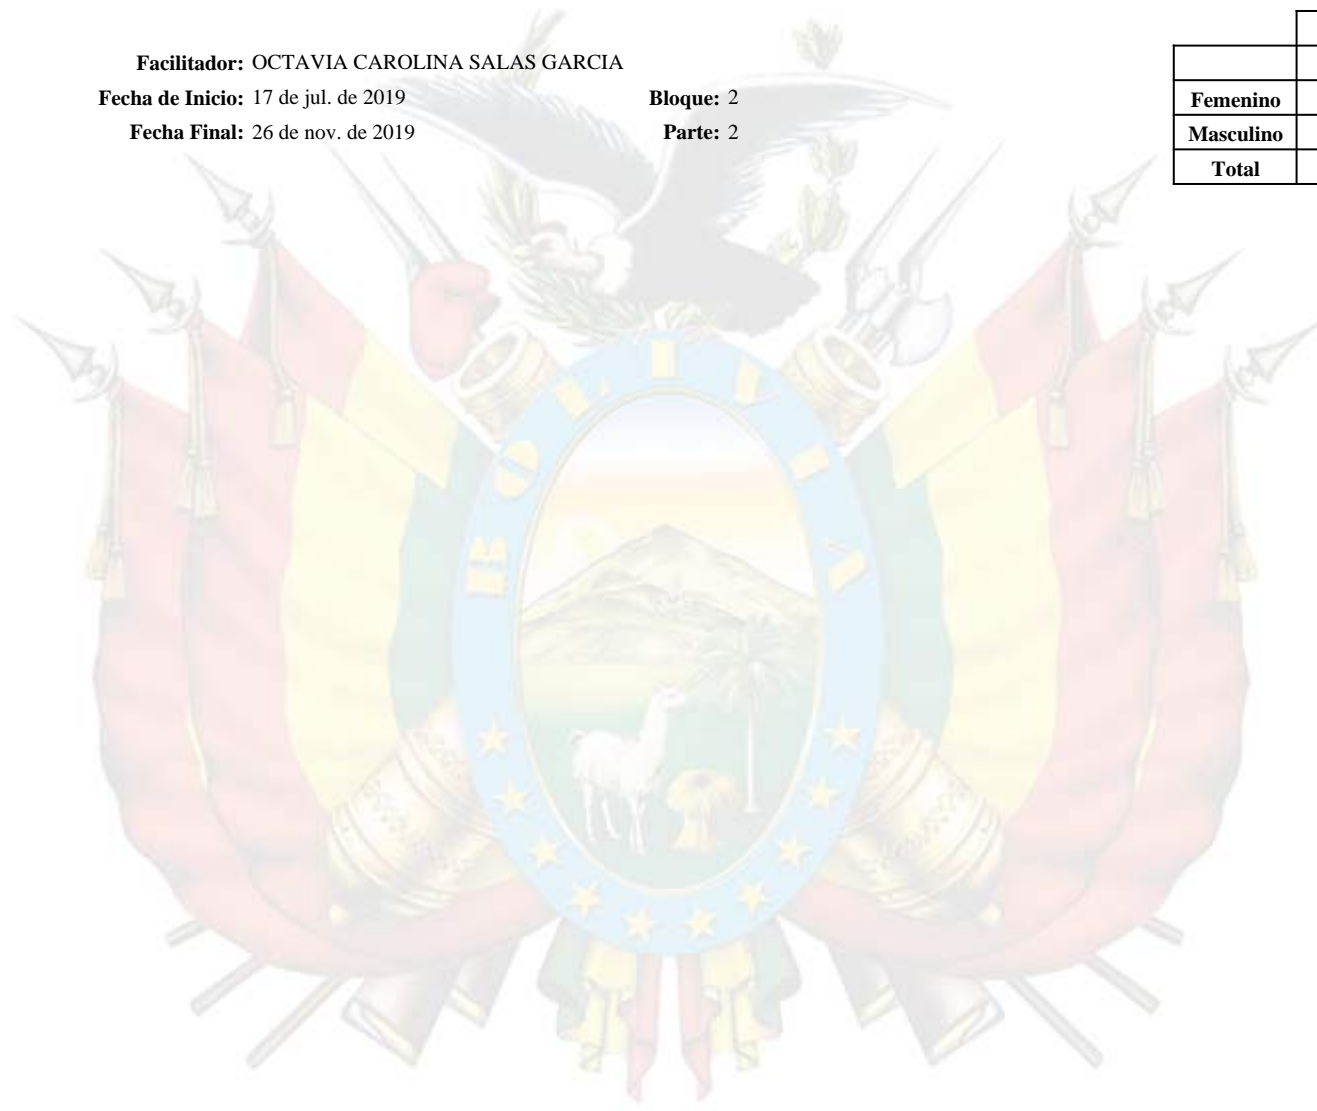 Facilitador: OCTAVIA CAROLINA SALAS GARCIA
Fecha de Inicio: 17 de jul. de 2019 Bloque: 2
Fecha Final: 26 de nov. de 2019 Parte: 2
Femenino
Masculino
Total
BOLIVIA